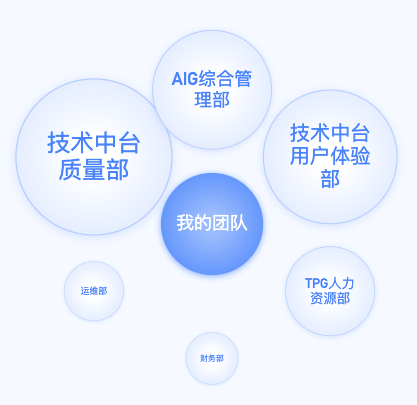 AIG综合管
理部
技术中台
质量部
技术中台
用户体验
部
我的团队
运维部
TPG人力
资源部
财务部